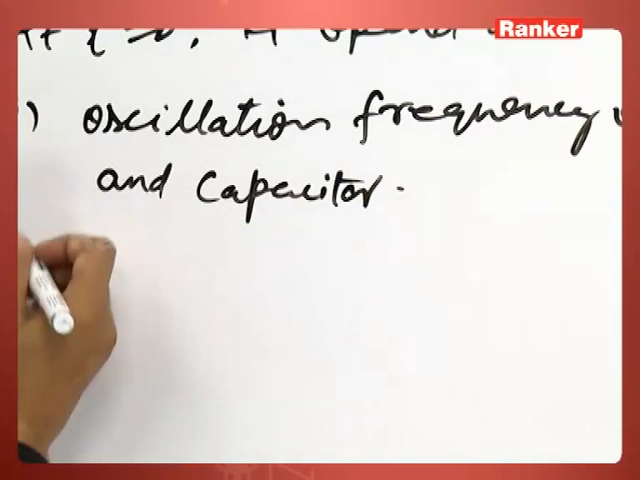 Ranker
) oscillation frequency
and capacitor.